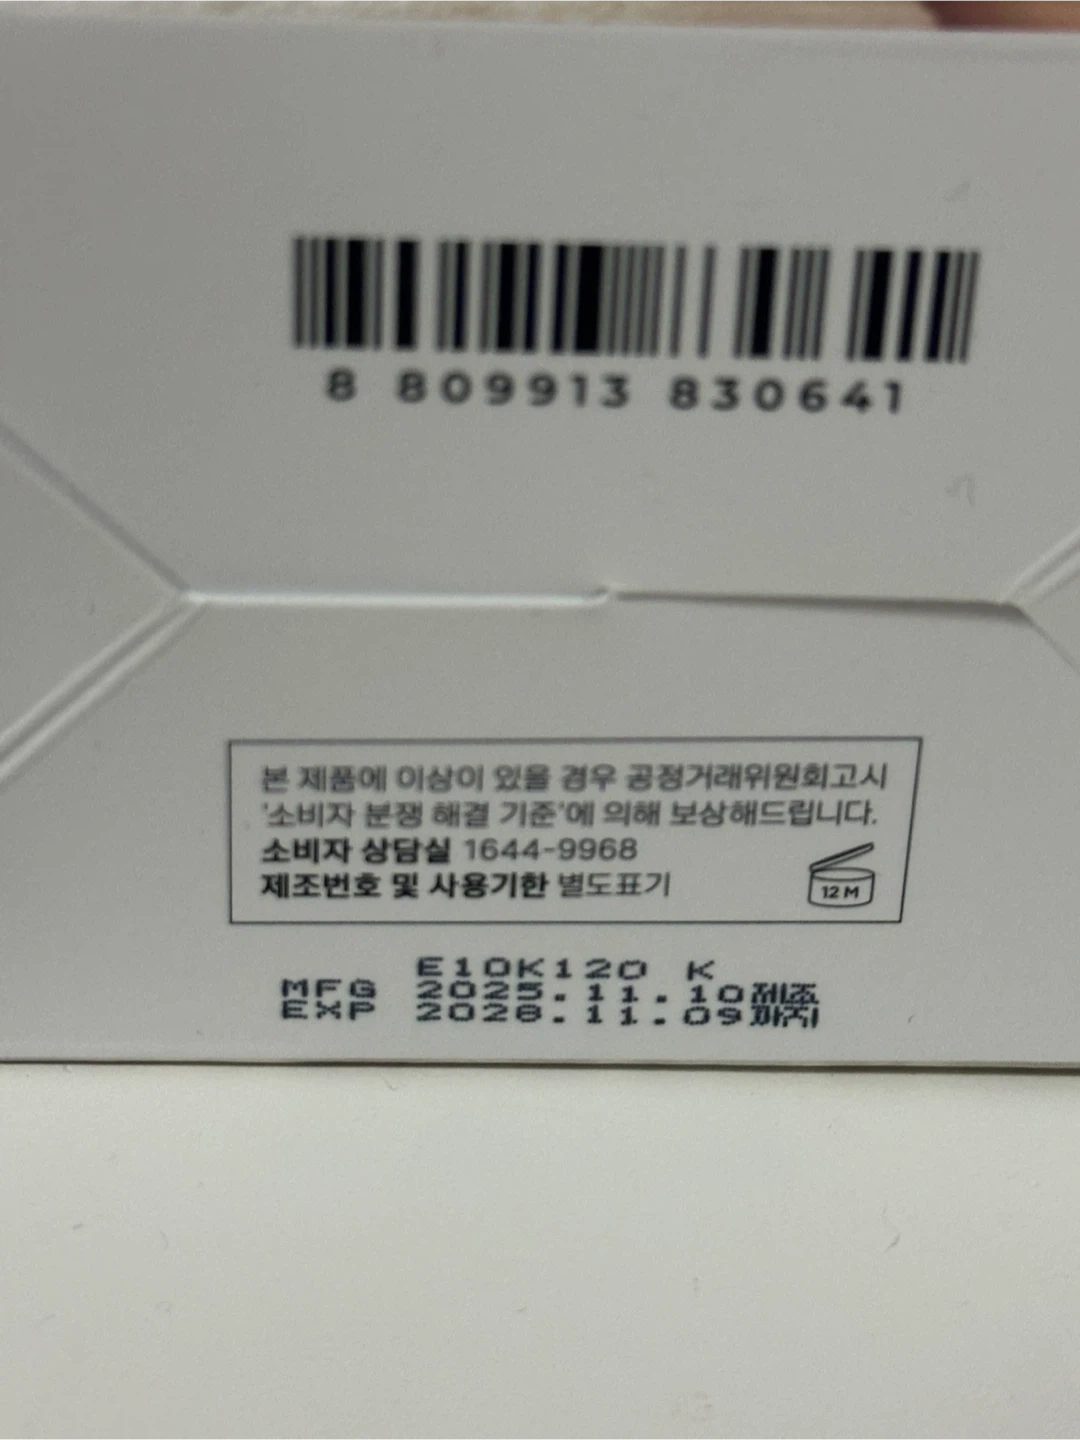 8 809913 830641
본 제품에 이상이 있을 경우 공정거래위원회고시
'소비자 분쟁 해결 기준'에 의해 보상해드립니다.
소비자 상담실 1644-9968
제조번호 및 사용기한 별도표기
12 M
E10K120 K
MFG 2025.11.10제조
EXP 2028.11.09까지